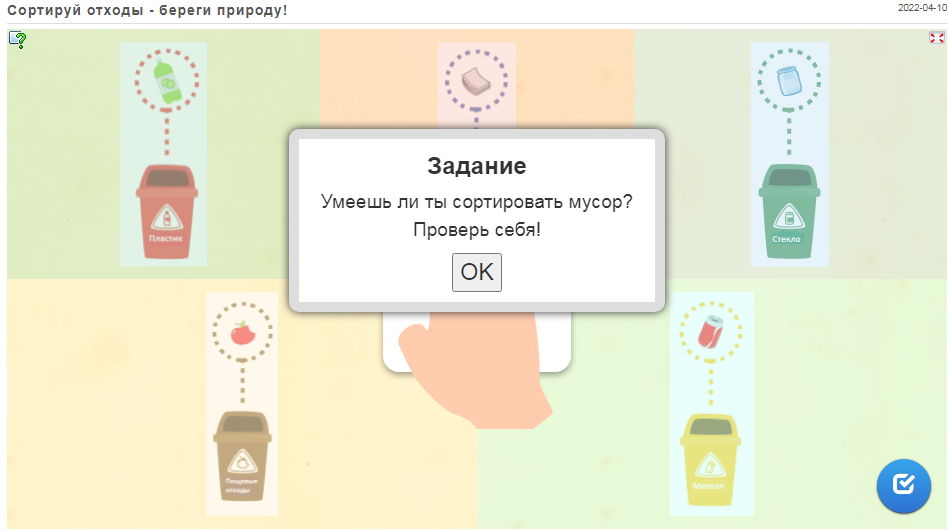 Сортируй отходы - береги природу!
2022-04-10
Пластик
Стекло
Задание
Умеешь ли ты сортировать мусор?
Проверь себя!
OK
Пищевые
отходы
Металл